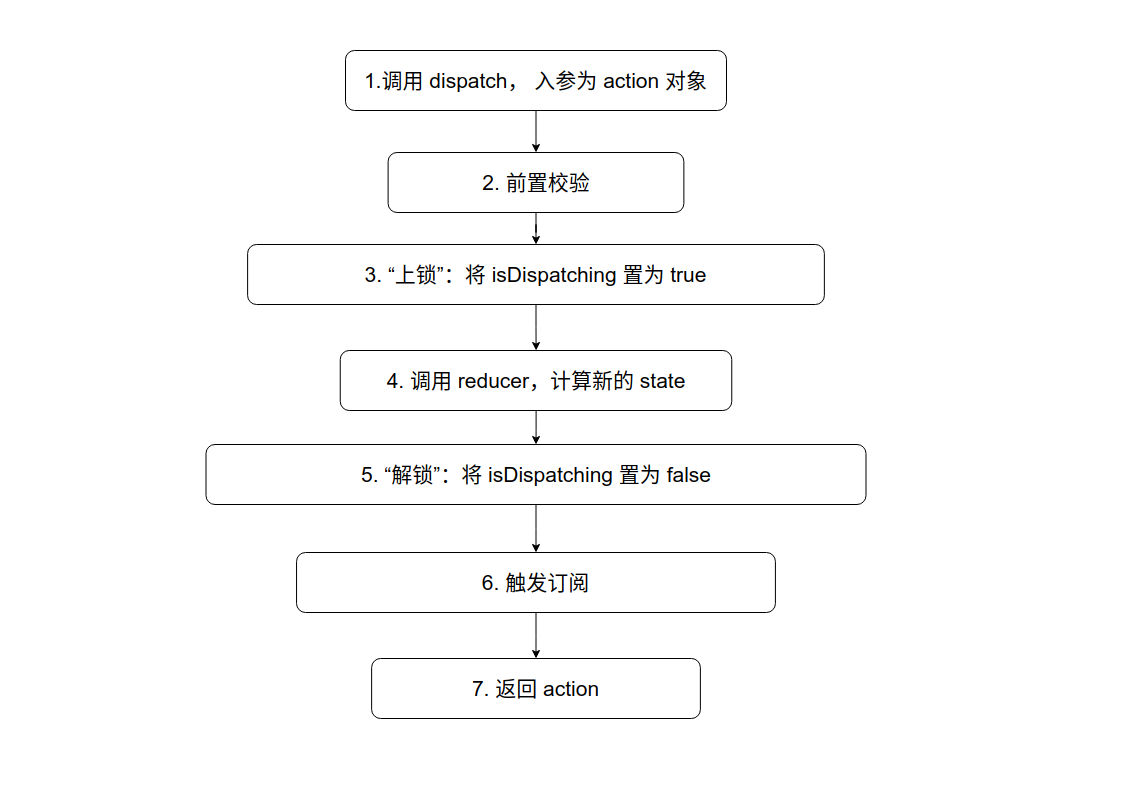 1.调用 dispatch， 入参为 action 对象
2. 前置校验
3. “上锁”：将 isDispatching 置为 true
4. 调用 reducer，计算新的 state
5. “解锁”：将 isDispatching 置为 false
6. 触发订阅
7. 返回 action